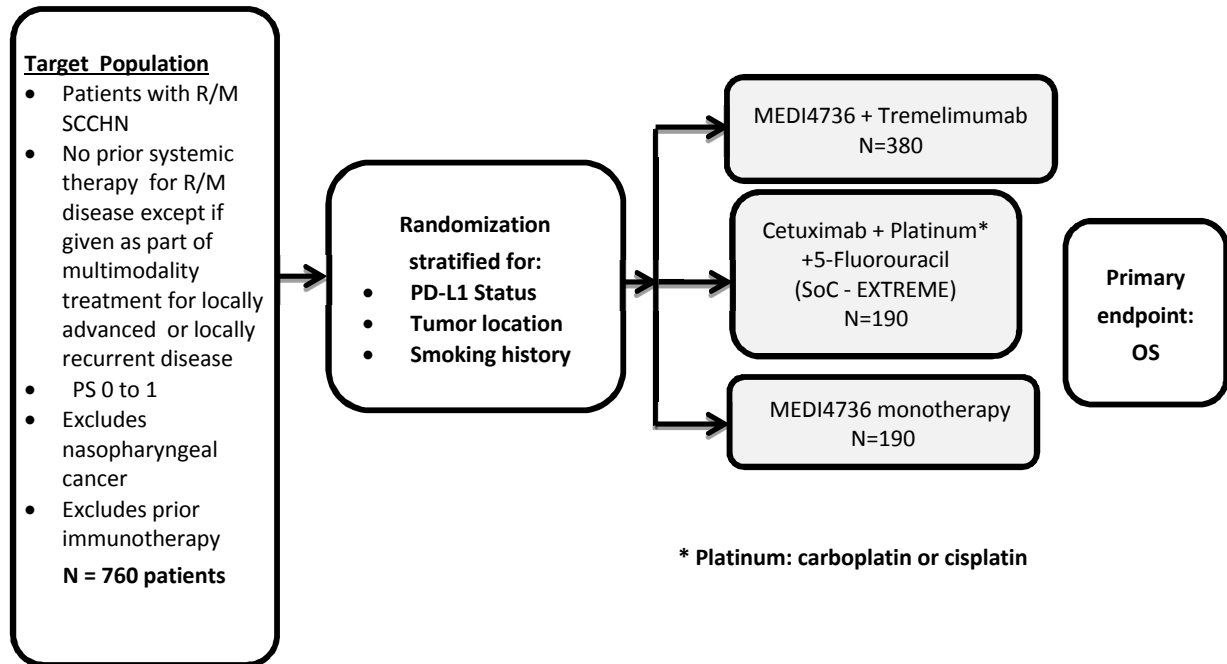 Target Population
• Patients with R/M
SCCHN
• No prior systemic
therapy for R/M
disease except if
given as part of
multimodality
treatment for locally
advanced or locally
recurrent disease
• PS 0 to 1
• Excludes
nasopharyngeal
cancer
• Excludes prior
immunotherapy
N = 760 patients
Randomization
stratified for:
• PD-L1 Status
• Tumor location
• Smoking history
MEDI4736 + Tremelimumab
N=380
Cetuximab + Platinum*
+5-Fluorouracil
(SoC - EXTREME)
N=190
MEDI4736 monotherapy
N=190
Primary
endpoint:
OS
* Platinum: carboplatin or cisplatin